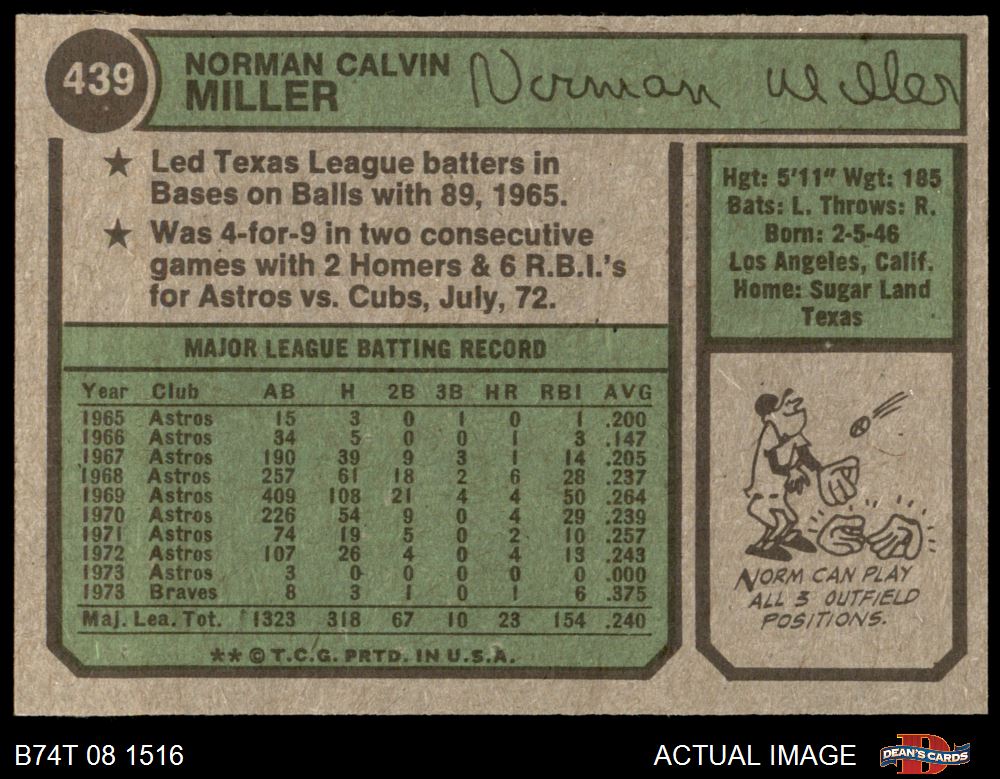 439
NORMAN CALVIN
MILLER
Norman Miller
★ Led Texas League batters in
Bases on Balls with 89, 1965.
★ Was 4-for-9 in two consecutive
games with 2 Homers & 6 R.B.I.'s
for Astros vs. Cubs, July, 72.
Hgt: 5'11" Wgt: 185
Bats: L. Throws: R.
Born: 2-5-46
Los Angeles, Calif.
Home: Sugar Land
Texas
MAJOR LEAGUE BATTING RECORD
Year Club AB H 2B 3B HR RBI AVG
1965 Astros 15 3 0 1 0 1 .200
1966 Astros 34 5 0 0 1 3 .147
1967 Astros 190 39 9 3 1 14 .205
1968 Astros 257 61 18 2 6 28 .237
1969 Astros 409 108 21 4 4 50 .264
1970 Astros 226 54 9 0 4 29 .239
1971 Astros 74 19 5 0 2 10 .257
1972 Astros 107 26 4 0 4 13 .243
1973 Astros 3 0 0 0 0 0 .000
1973 Braves 8 3 1 0 1 6 .375
Maj. Lea. Tot. 1323 318 67 10 23 154 .240
** © T.C.G. PRTD. IN U.S.A.
NORM CAN PLAY
ALL 3 OUTFIELD
POSITIONS.
B74T 08 1516
ACTUAL IMAGE
DEAN'S CARDS